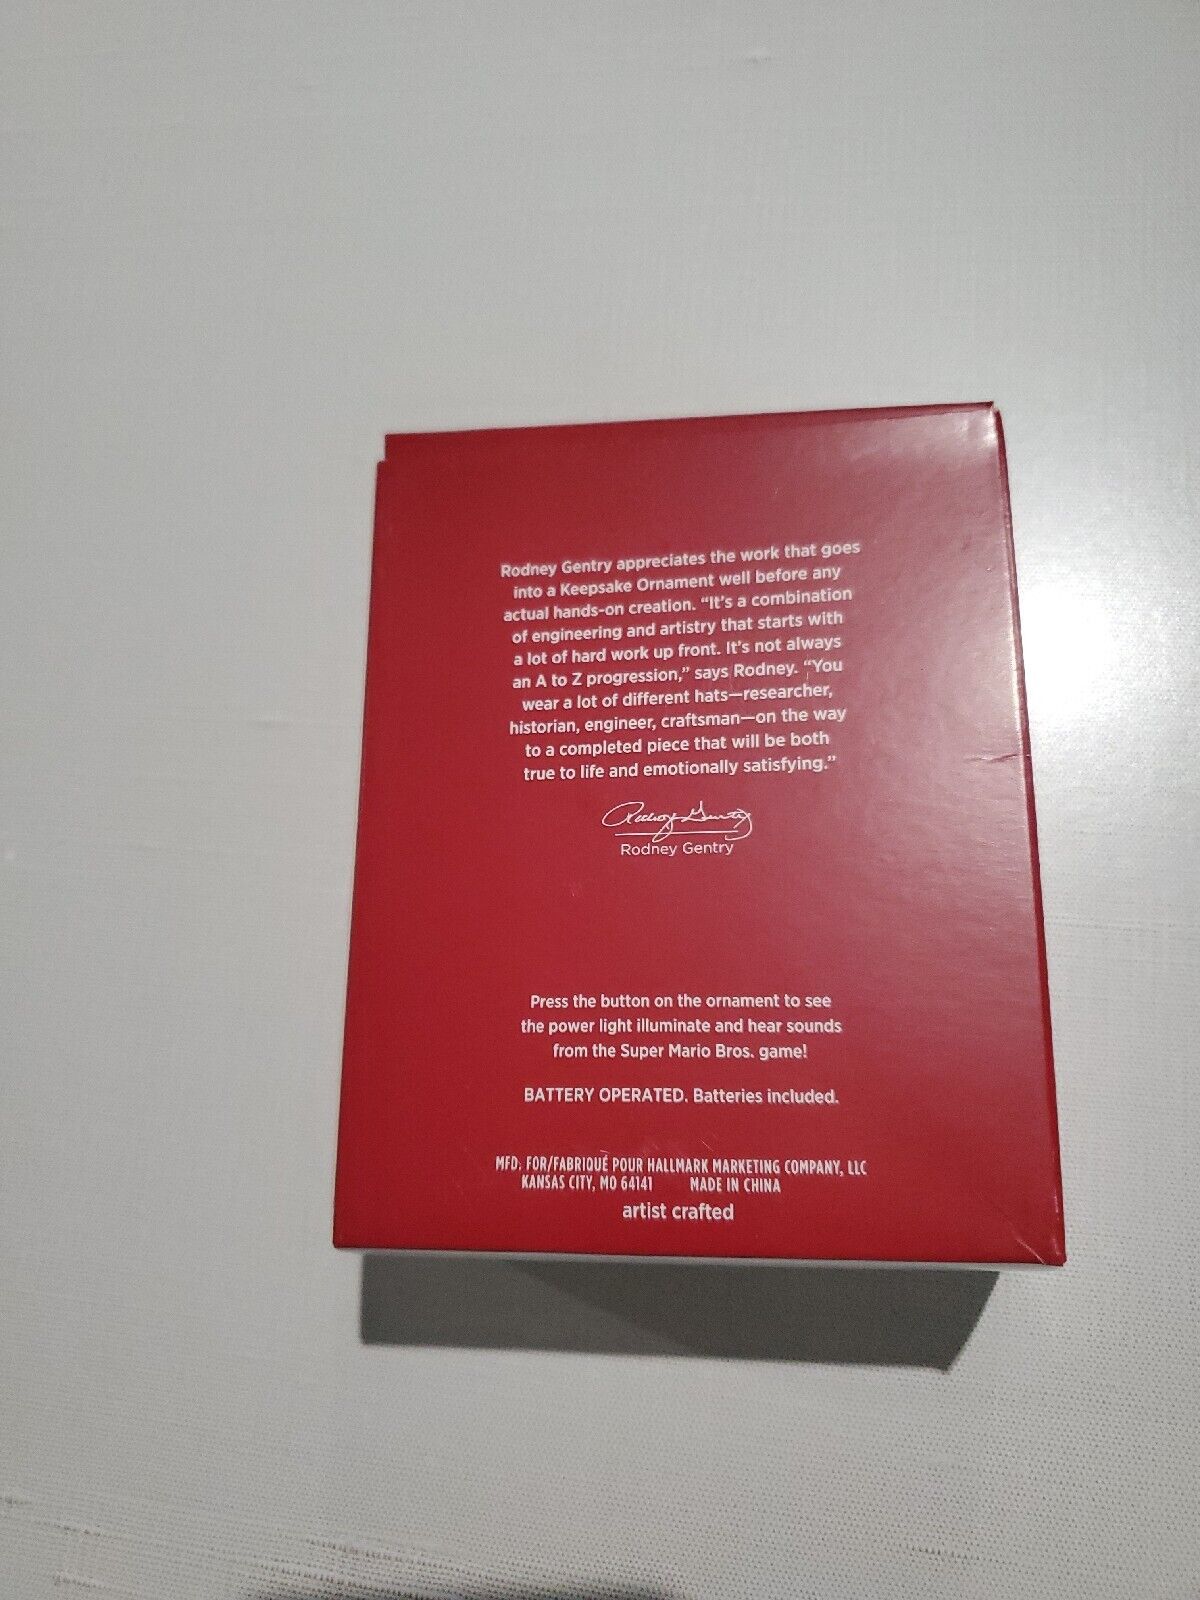 Rodney Gentry appreciates the work that goes
into a Keepsake Ornament well before any
actual hands-on creation. “It’s a combination
of engineering and artistry that starts with
a lot of hard work up front. It’s not always
an A to Z progression,” says Rodney. “You
wear a lot of different hats—researcher,
historian, engineer, craftsman—on the way
to a completed piece that will be both
true to life and emotionally satisfying.”
Rodney Gentry
Rodney Gentry
Press the button on the ornament to see
the power light illuminate and hear sounds
from the Super Mario Bros. game!
BATTERY OPERATED. Batteries included.
MFD. FOR/FABRIQUÉ POUR HALLMARK MARKETING COMPANY, LLC
KANSAS CITY, MO 64141 MADE IN CHINA
artist crafted